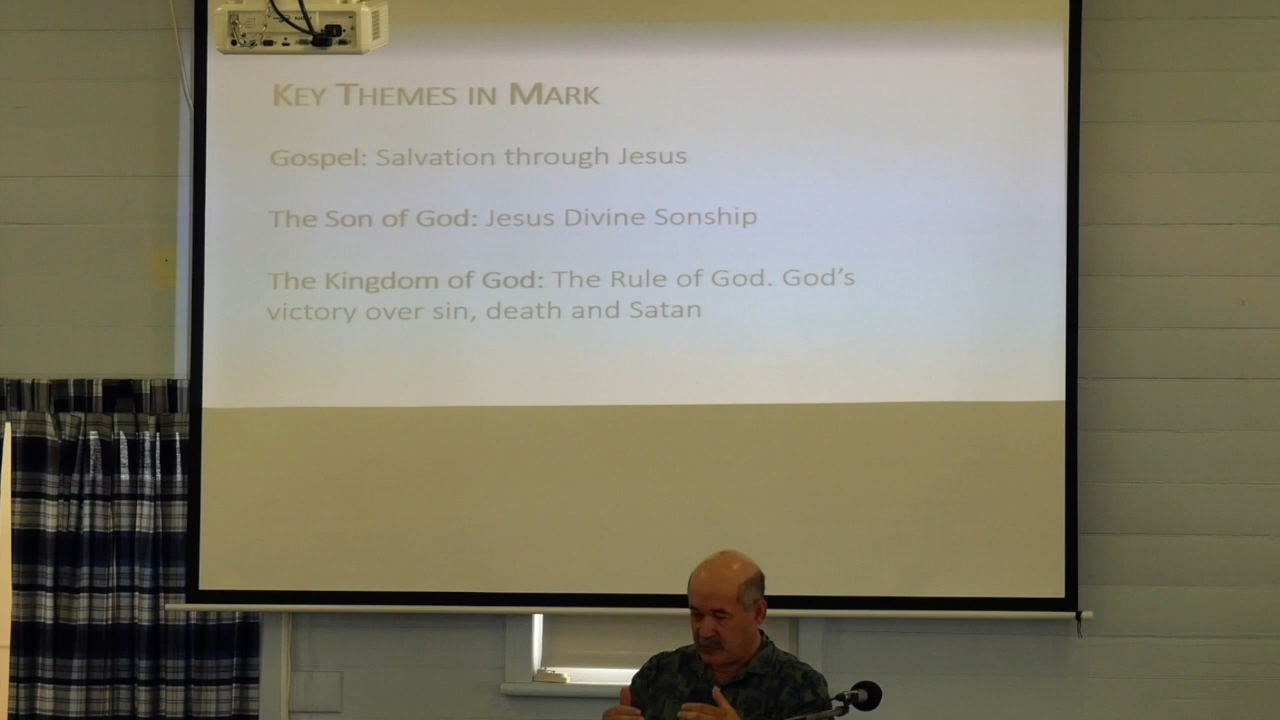 KEY THEMES IN MARK
Gospel: Salvation through Jesus
The Son of God: Jesus Divine Sonship
The Kingdom of God: The Rule of God. God’s
victory over sin, death and Satan